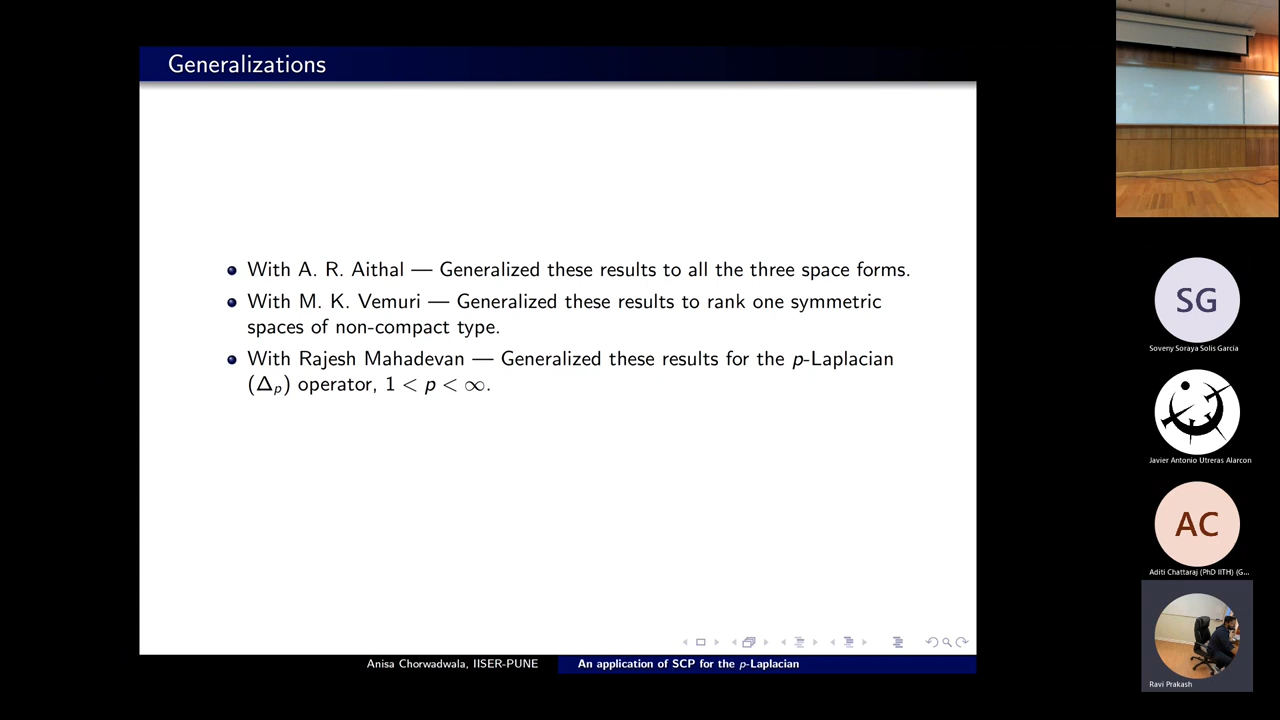 Generalizations
With A. R. Aithal — Generalized these results to all the three space forms.
With M. K. Vemuri — Generalized these results to rank one symmetric
spaces of non-compact type.
With Rajesh Mahadevan — Generalized these results for the p-Laplacian
(Δₚ) operator, 1 < p < ∞.
Anisa Chorwadwala, IISER-PUNE
An application of SCP for the p-Laplacian
SG
Soveny Soraya Solis Garcia
Javier Antonio Utreras Alarcon
AC
Aditi Chattaraj (PhD IITH) (G...
Ravi Prakash